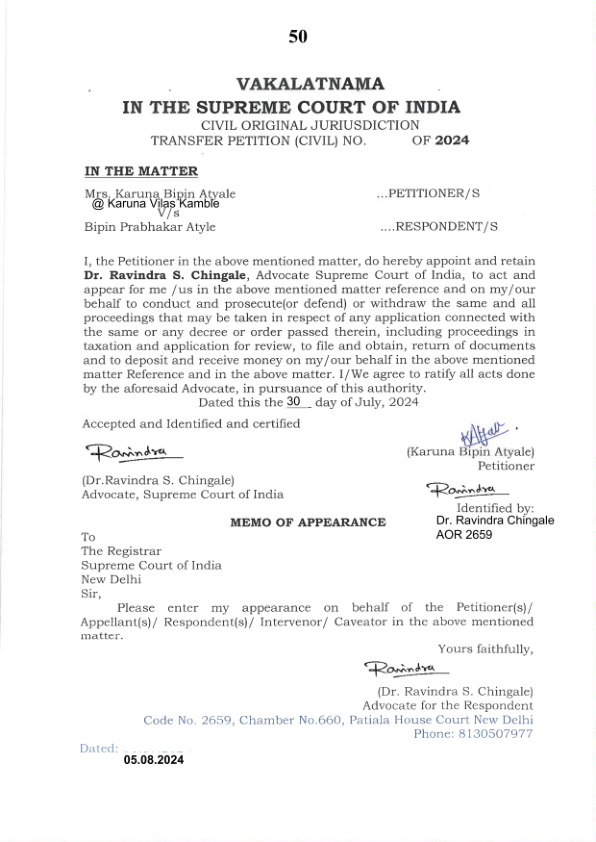 50
VAKALATNAMA
IN THE SUPREME COURT OF INDIA
CIVIL ORIGINAL JURIUSDICTION
TRANSFER PETITION (CIVIL) NO. OF 2024
IN THE MATTER
Mrs. Karuna Bipin Atyale ...PETITIONER/S
@ Karuna Vilas Kamble
V/s
Bipin Prabhakar Atyle ....RESPONDENT/S
I, the Petitioner in the above mentioned matter, do hereby appoint and retain
Dr. Ravindra S. Chingale, Advocate Supreme Court of India, to act and
appear for me /us in the above mentioned matter reference and on my/our
behalf to conduct and prosecute(or defend) or withdraw the same and all
proceedings that may be taken in respect of any application connected with
the same or any decree or order passed therein, including proceedings in
taxation and application for review, to file and obtain, return of documents
and to deposit and receive money on my/our behalf in the above mentioned
matter Reference and in the above matter. I/We agree to ratify all acts done
by the aforesaid Advocate, in pursuance of this authority.
Dated this the 30 day of July, 2024
Accepted and Identified and certified
Ravindra
(Dr.Ravindra S. Chingale)
Advocate, Supreme Court of India
(Karuna Bipin Atyale)
Petitioner
Ravindra
Identified by:
Dr. Ravindra Chingale
AOR 2659
MEMO OF APPEARANCE
To
The Registrar
Supreme Court of India
New Delhi
Sir,
Please enter my appearance on behalf of the Petitioner(s)/
Appellant(s)/ Respondent(s)/ Intervenor/ Caveator in the above mentioned
matter.
Yours faithfully,
Ravindra
(Dr. Ravindra S. Chingale)
Advocate for the Respondent
Code No. 2659, Chamber No.660, Patiala House Court New Delhi
Phone: 8130507977
Dated:
05.08.2024